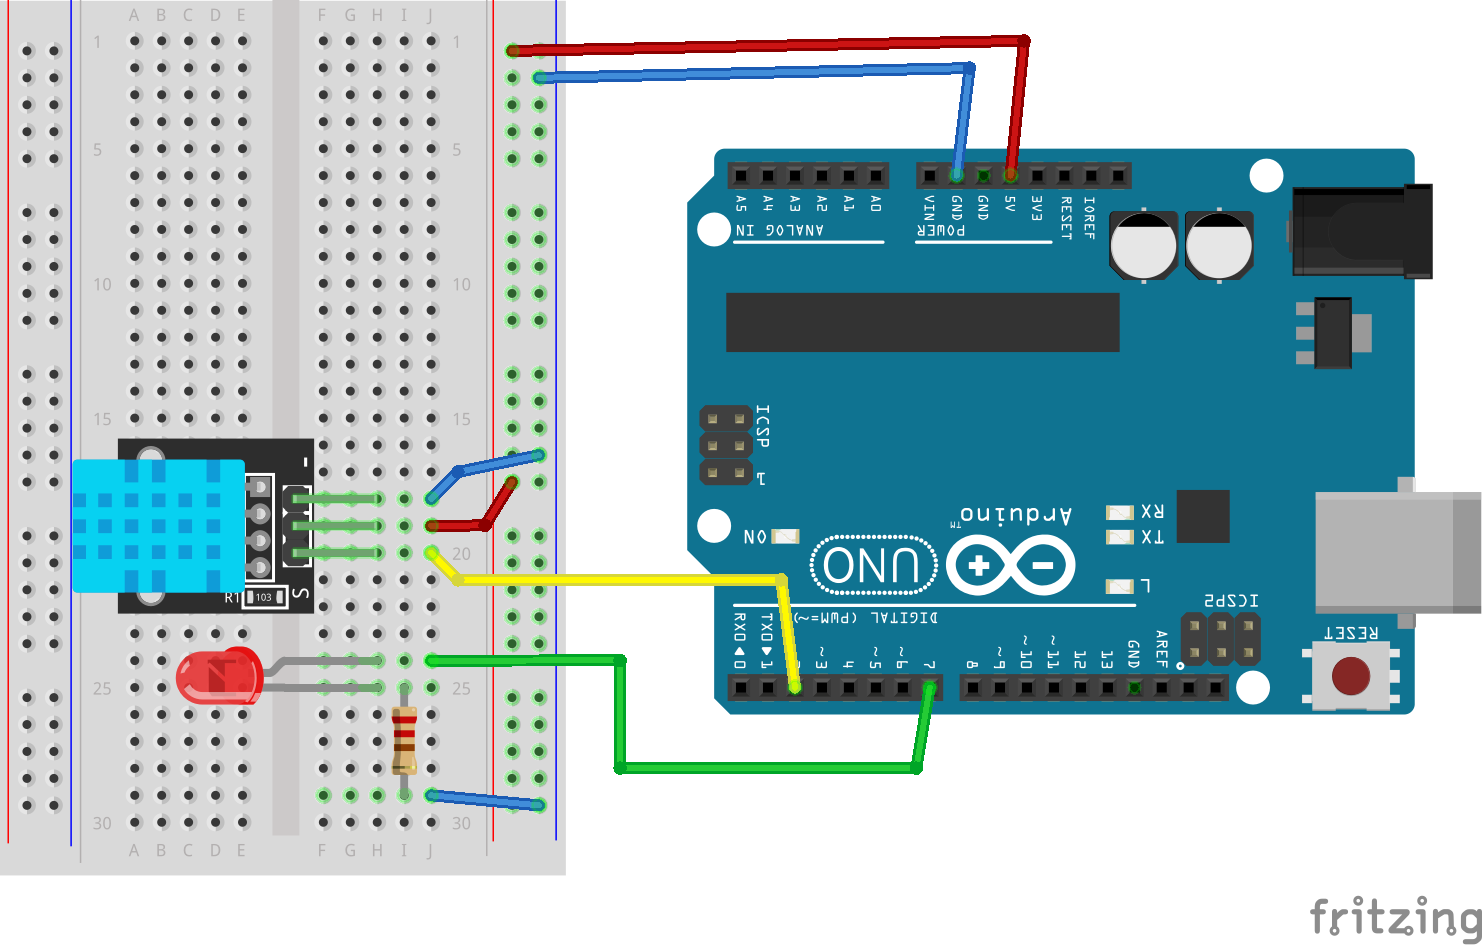 A B C D E F G H I J
1 1
5 5
10 10
15 15
20
25 25
30 30
A B C D E F G H I J
-
R1
103
S
A5 A4 A3 A2 A1 A0
VIN GND GND 5V 3V3 RESET IOREF
ANALOG IN
POWER
ICSP
1
ON
Arduino
TM
UNO
RX
TX
L
ICSP2
RESET
DIGITAL (PWM=~)
RX0◄0 TX0►1 2 ~3 4 ~5 ~6 7 8 ~9 ~10 ~11 12 13 GND AREF
fritzing